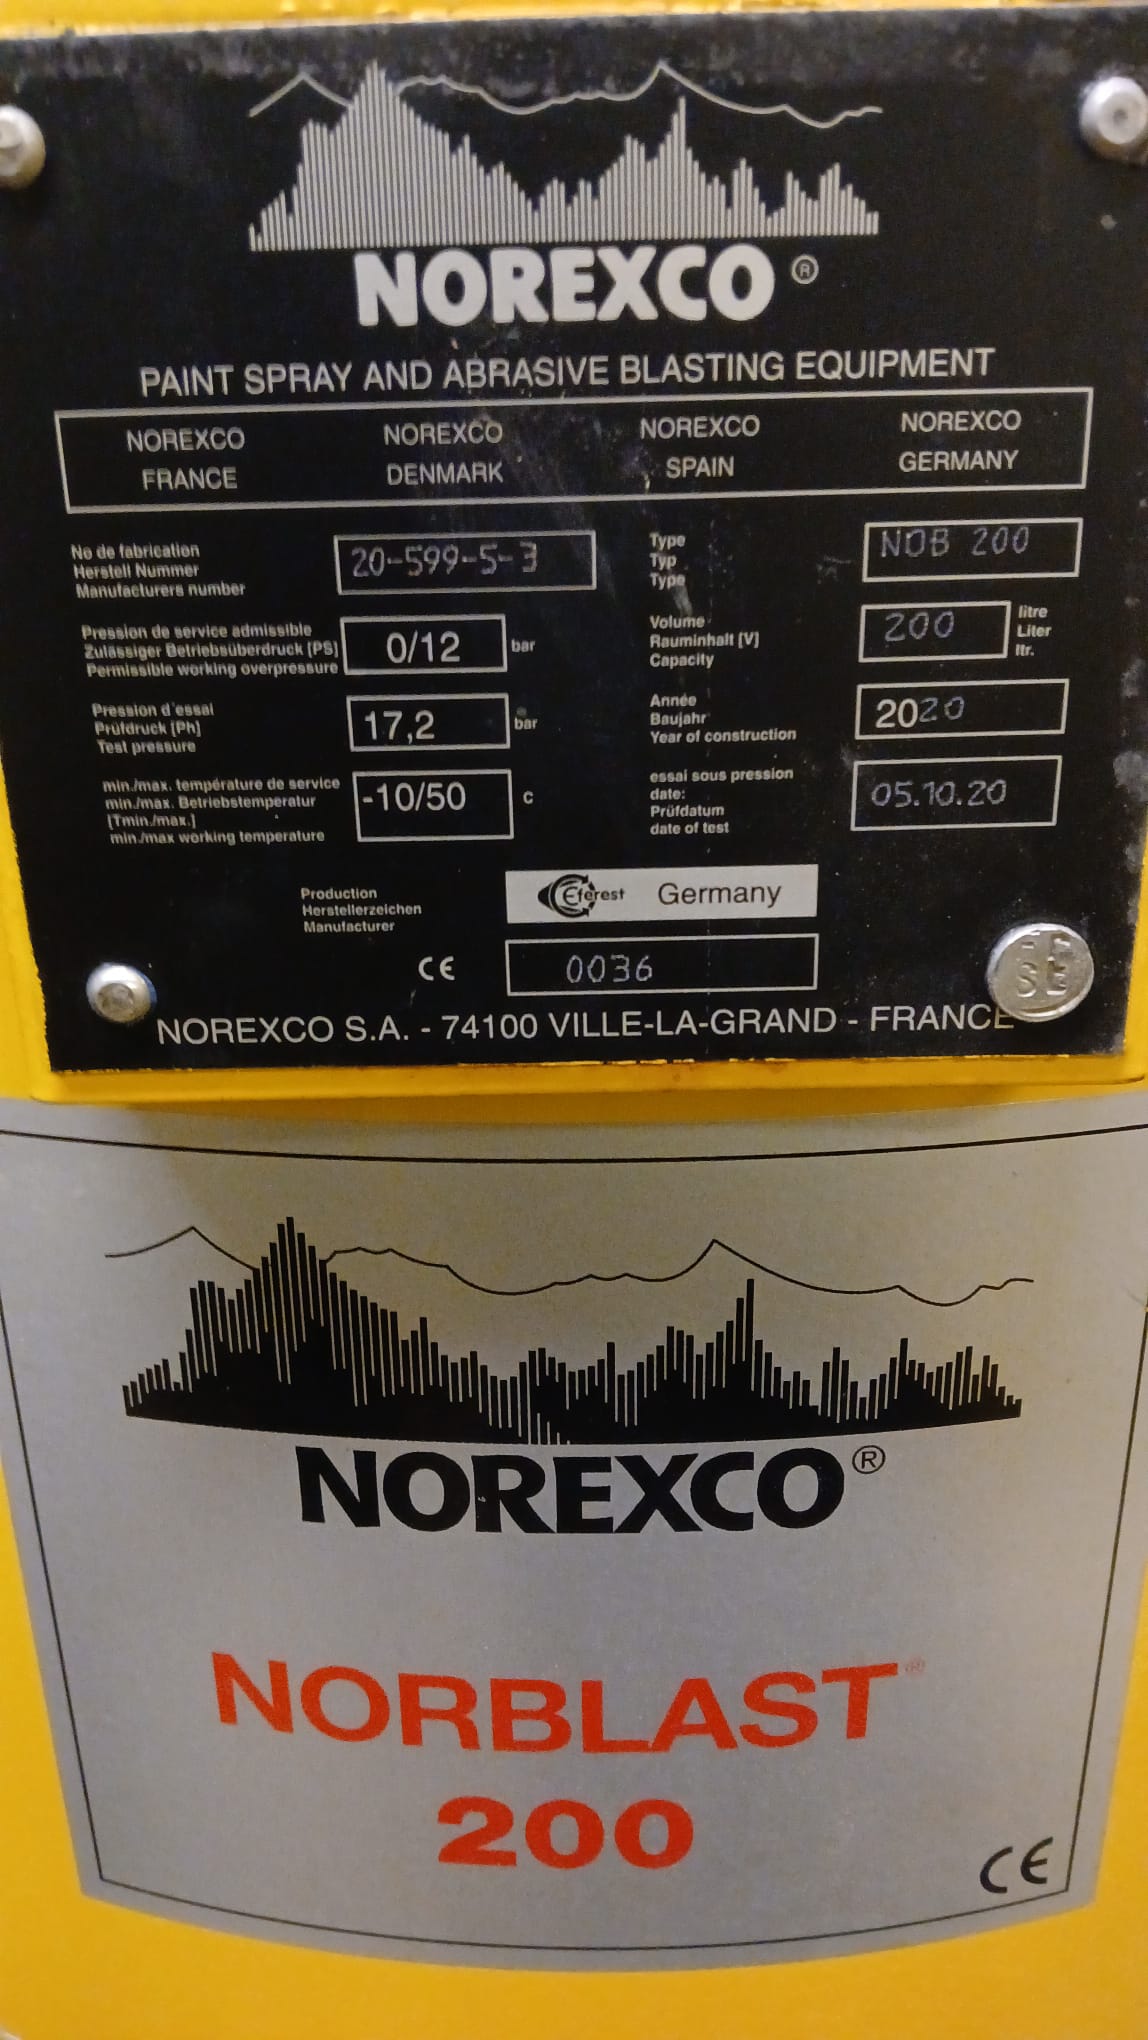 NOREXCO ®
PAINT SPRAY AND ABRASIVE BLASTING EQUIPMENT
NOREXCO
FRANCE
NOREXCO
DENMARK
NOREXCO
SPAIN
NOREXCO
GERMANY
No de fabrication
Herstell Nummer
Manufacturers number
20-599-5-3
Type
Typ
Type
NOB 200
Pression de service admissible
Zulässiger Betriebsüberdruck [PS]
Permissible working overpressure
0/12 bar
Volume
Rauminhalt [V]
Capacity
200
litre
Liter
ltr.
Pression d'essai
Prüfdruck [Ph]
Test pressure
17,2 bar
Année
Baujahr
Year of construction
2020
min./max. température de service
min./max. Betriebstemperatur
[Tmin./max.]
min./max working temperature
-10/50 C
essai sous pression
date:
Prüfdatum
date of test
05.10.20
Production
Herstellerzeichen
Manufacturer
Eferest Germany
CE 0036
NOREXCO S.A. - 74100 VILLE-LA-GRAND - FRANCE
NOREXCO ®
NORBLAST ®
200
CE